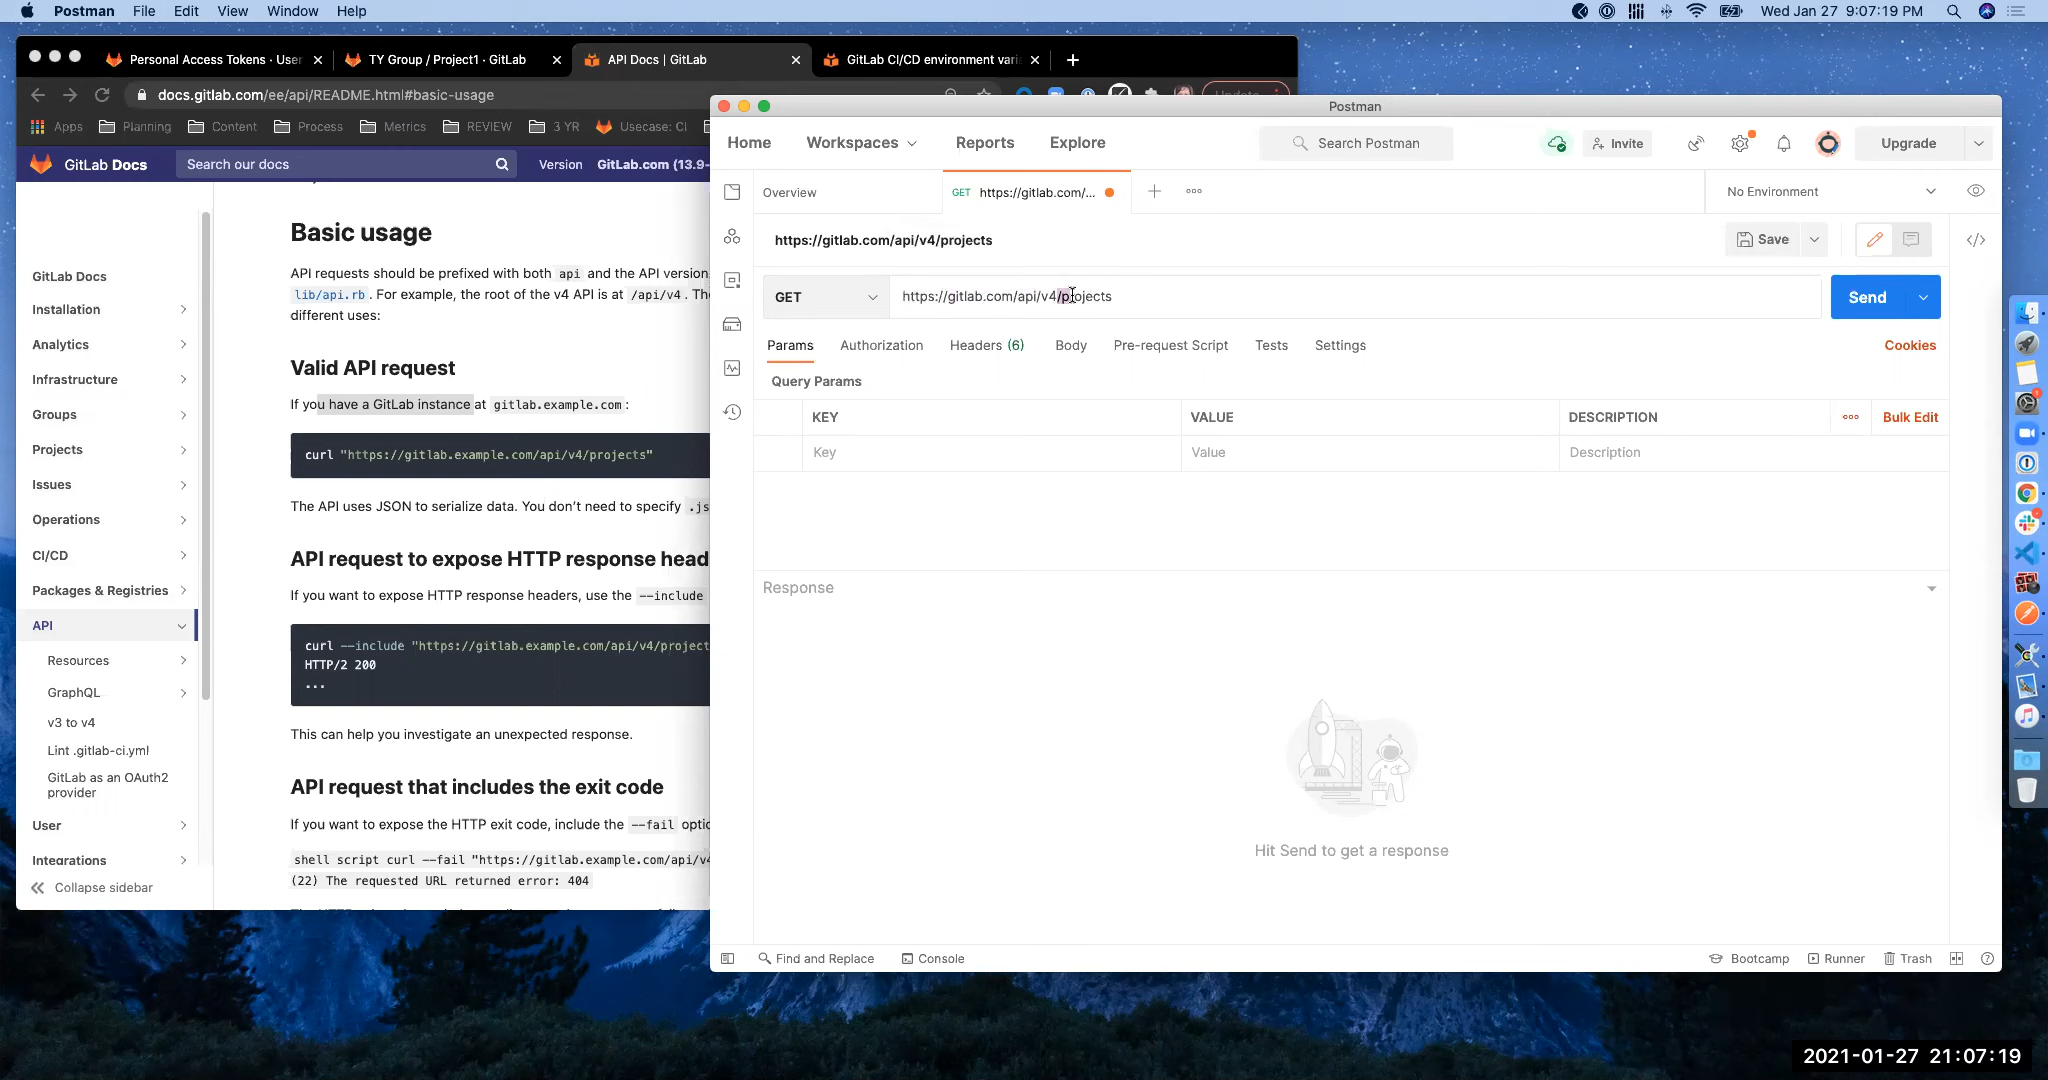 Postman File Edit View Window Help
Wed Jan 27 9:07:19 PM
Personal Access Tokens · User
TY Group / Project1 · GitLab
API Docs | GitLab
GitLab CI/CD environment varia
docs.gitlab.com/ee/api/README.html#basic-usage
Update
Apps Planning Content Process Metrics REVIEW 3 YR Usecase: CI
GitLab Docs
Search our docs
Version GitLab.com (13.9-
GitLab Docs
Installation
Analytics
Infrastructure
Groups
Projects
Issues
Operations
CI/CD
Packages & Registries
API
Resources
GraphQL
v3 to v4
Lint .gitlab-ci.yml
GitLab as an OAuth2
provider
User
Integrations
Collapse sidebar
Basic usage
API requests should be prefixed with both api and the API version
lib/api.rb. For example, the root of the v4 API is at /api/v4. The
different uses:
Valid API request
If you have a GitLab instance at gitlab.example.com:
curl "https://gitlab.example.com/api/v4/projects"
The API uses JSON to serialize data. You don't need to specify .js
API request to expose HTTP response head
If you want to expose HTTP response headers, use the --include
curl --include "https://gitlab.example.com/api/v4/project
HTTP/2 200
...
This can help you investigate an unexpected response.
API request that includes the exit code
If you want to expose the HTTP exit code, include the --fail optio
shell script curl --fail "https://gitlab.example.com/api/v4
(22) The requested URL returned error: 404
Postman
Home Workspaces Reports Explore
Search Postman
Invite
Upgrade
Overview
GET https://gitlab.com/...
No Environment
https://gitlab.com/api/v4/projects
Save
GET
https://gitlab.com/api/v4/projects
Send
Params Authorization Headers (6) Body Pre-request Script Tests Settings
Cookies
Query Params
KEY VALUE DESCRIPTION
Bulk Edit
Key Value Description
Response
Hit Send to get a response
Find and Replace Console
Bootcamp Runner Trash
2021-01-27 21:07:19